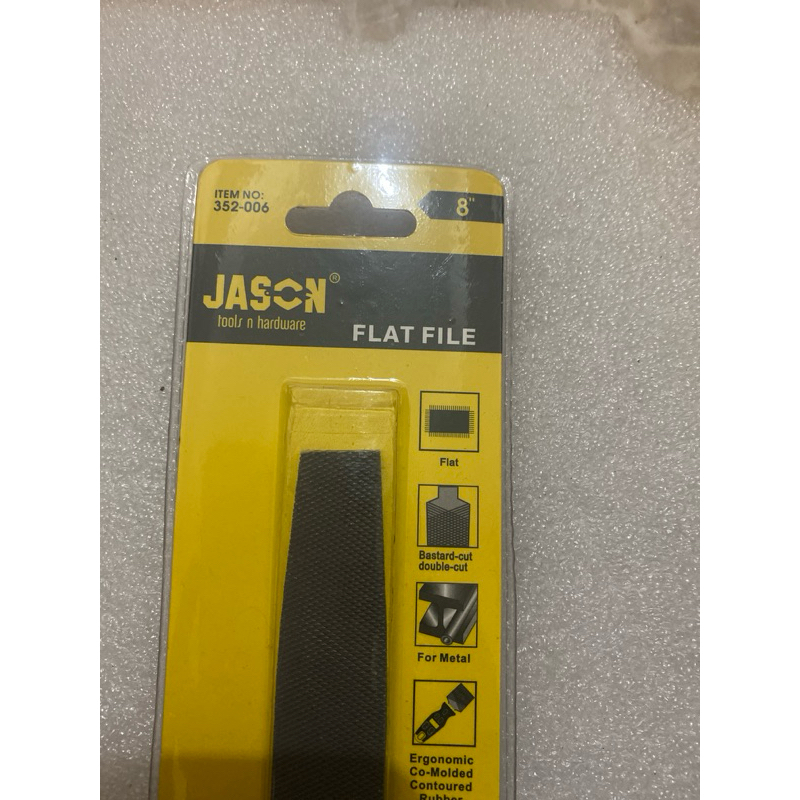 ITEM NO:
352-006
8"
JASON®
tools n hardware
FLAT FILE
Flat
Bastard-cut
double-cut
For Metal
Ergonomic
Co-Molded
Contoured
Rubber